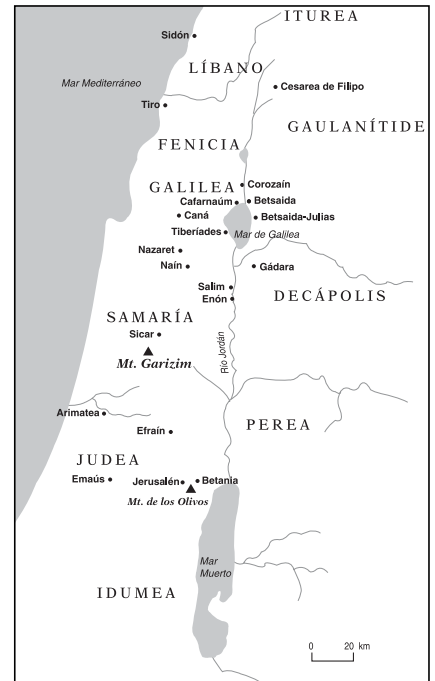 ITUREA
Sidón
LÍBANO
Mar Mediterráneo
Cesarea de Filipo
Tiro
GAULANÍTIDE
FENICIA
GALILEA
Corozaín
Cafarnaúm
Betsaida
Caná
Betsaida-Julias
Tiberíades
Mar de Galilea
Nazaret
Naín
Gádara
Salim
Enón
DECÁPOLIS
SAMARÍA
Sicar
Mt. Garizim
Río Jordán
Arimatea
Efraín
PEREA
JUDEA
Emaús
Jerusalén
Betania
Mt. de los Olivos
Mar
Muerto
IDUMEA
0 20 km